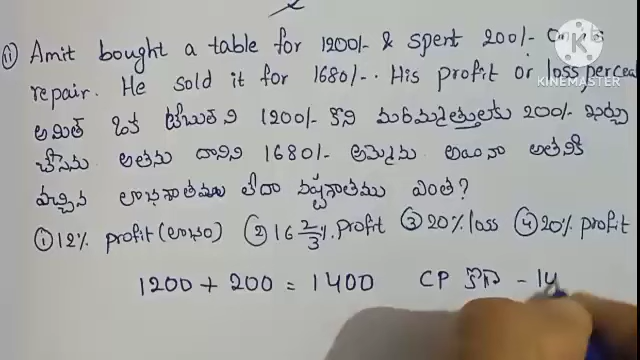 ⑪ Amit bought a table for 1200/- & spent 200/- on its
repair. He sold it for 1680/-. His profit or loss percen
అమిత్ ఒక టేబుల్ ని 1200/- కొని మరమ్మత్తులకు 200/- ఖర్చు
చేసెను అతను దానిని 1680/- అమ్మెను అయినా అతనికి
వచ్చిన లాభశాతము లేదా నష్టశాతము ఎంత?
① 12% profit (లాభం) ② 16 2/3 % profit ③ 20% loss ④ 20% profit
1200 + 200 = 1400 CP కొన - 14
KINEMASTER